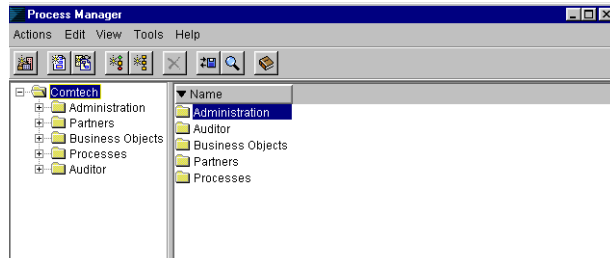 Process Manager
Actions Edit View Tools Help
Comtech
Administration
Partners
Business Objects
Processes
Auditor
Name
Administration
Auditor
Business Objects
Partners
Processes